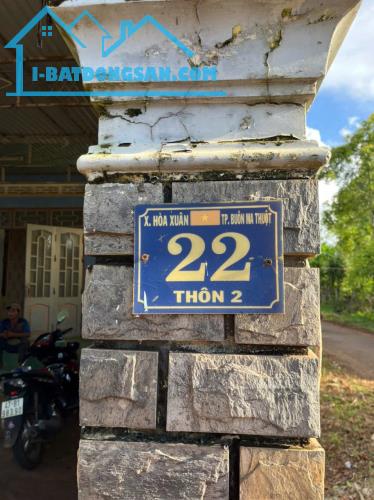 I-BATDONGSAN.COM
X. HÒA XUÂN TP. BUÔN MA THUỘT
22
THÔN 2